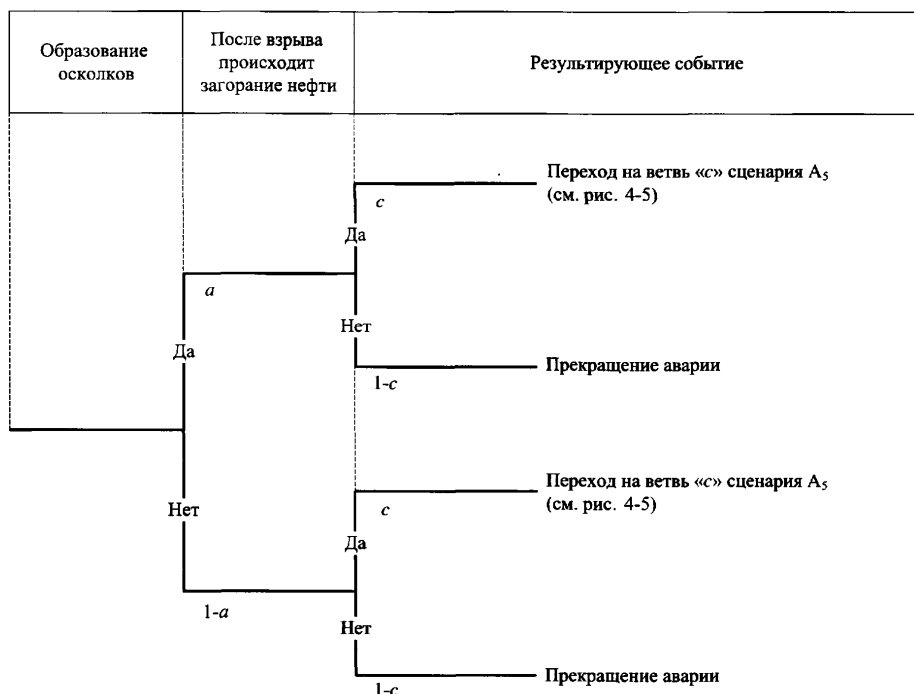 Образование
осколков
После взрыва
происходит
загорание нефти
Результирующее событие
Переход на ветвь «c» сценария А₅
(см. рис. 4-5)
c
Да
a
Нет
Да
Прекращение аварии
1-c
Переход на ветвь «c» сценария А₅
(см. рис. 4-5)
Нет
c
Да
1-a
Нет
Прекращение аварии
1-c